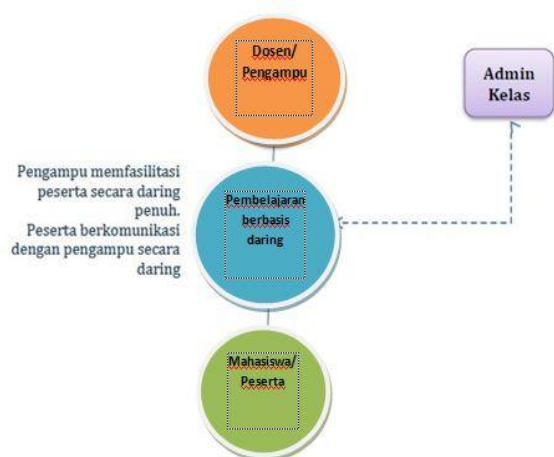 Dosen/
Pengampu
Admin
Kelas
Pengampu memfasilitasi
peserta secara daring
penuh.
Peserta berkomunikasi
dengan pengampu secara
daring
Pembelajaran
berbasis
daring
Mahasiswa/
Peserta